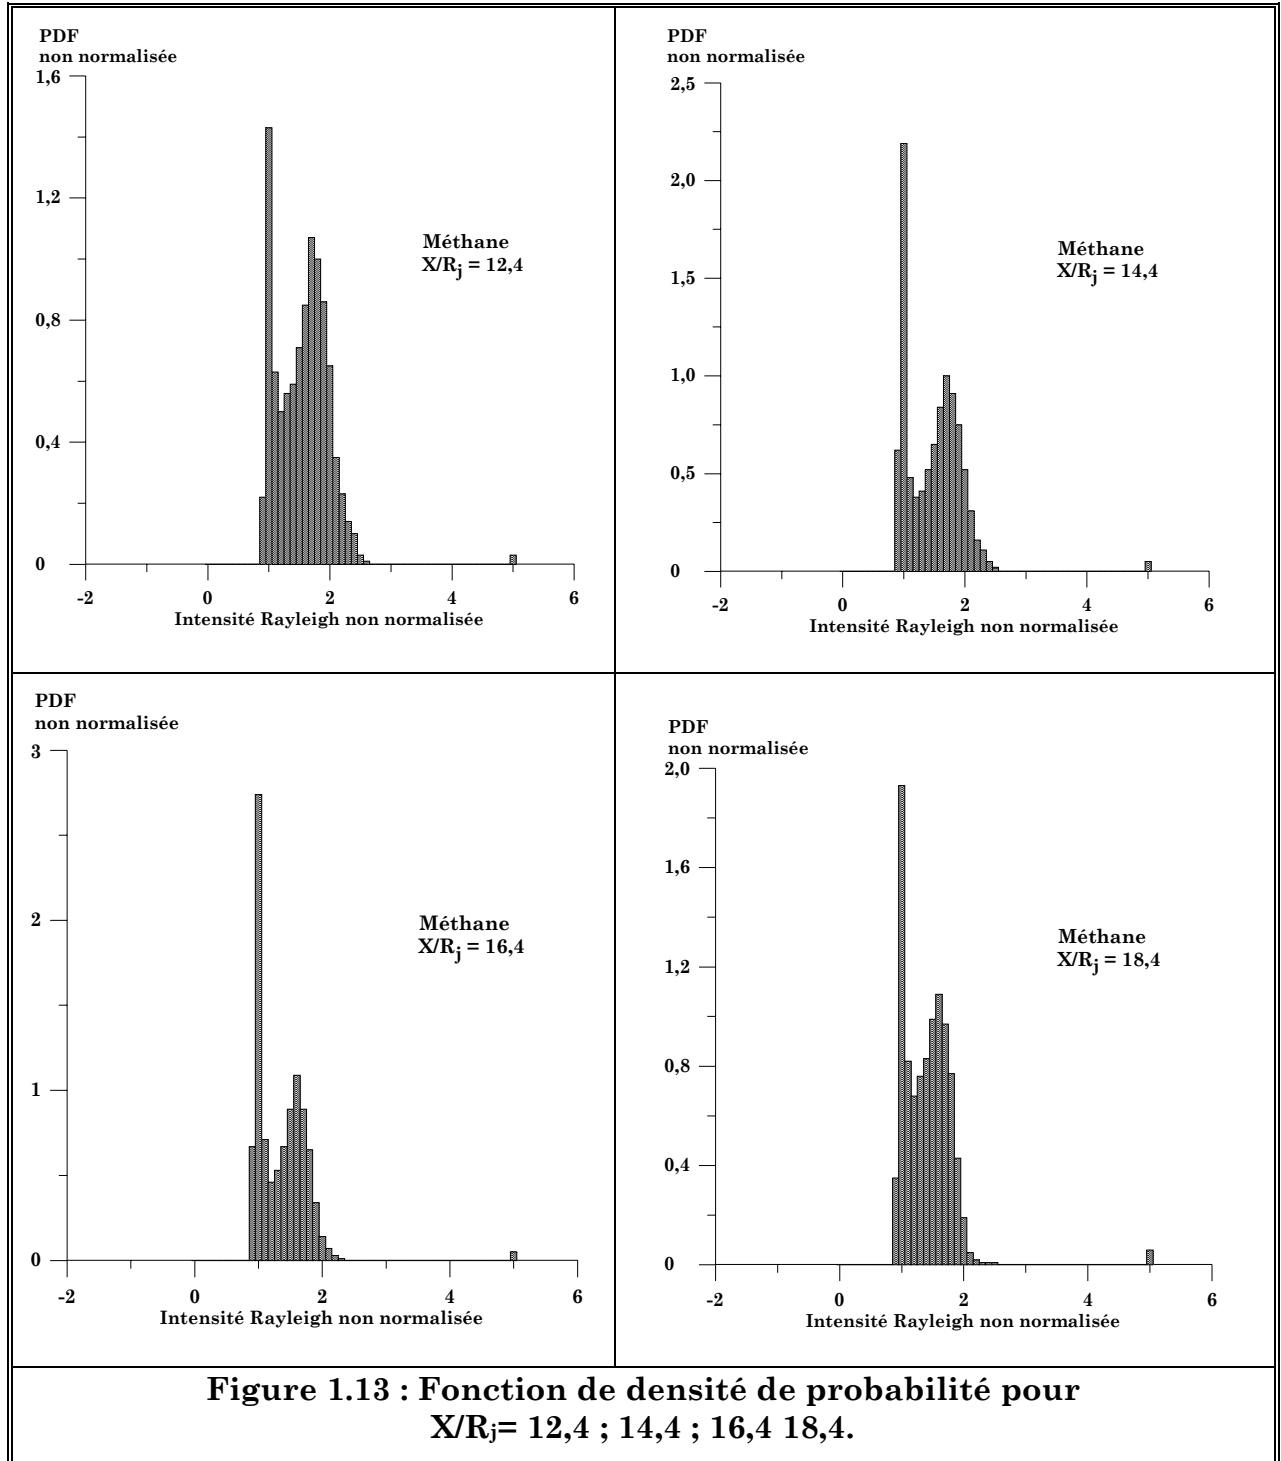 PDF
non normalisée
1,6
1,2
0,8
0,4
0
Méthane
X/Rj = 12,4
-2 0 2 4 6
Intensité Rayleigh non normalisée
PDF
non normalisée
2,5
2,0
1,5
1,0
0,5
0
Méthane
X/Rj = 14,4
-2 0 2 4 6
Intensité Rayleigh non normalisée
PDF
non normalisée
3
2
1
0
Méthane
X/Rj = 16,4
-2 0 2 4 6
Intensité Rayleigh non normalisée
PDF
non normalisée
2,0
1,6
1,2
0,8
0,4
0
Méthane
X/Rj = 18,4
-2 0 2 4 6
Intensité Rayleigh non normalisée
Figure 1.13 : Fonction de densité de probabilité pour
X/Rj= 12,4 ; 14,4 ; 16,4 18,4.